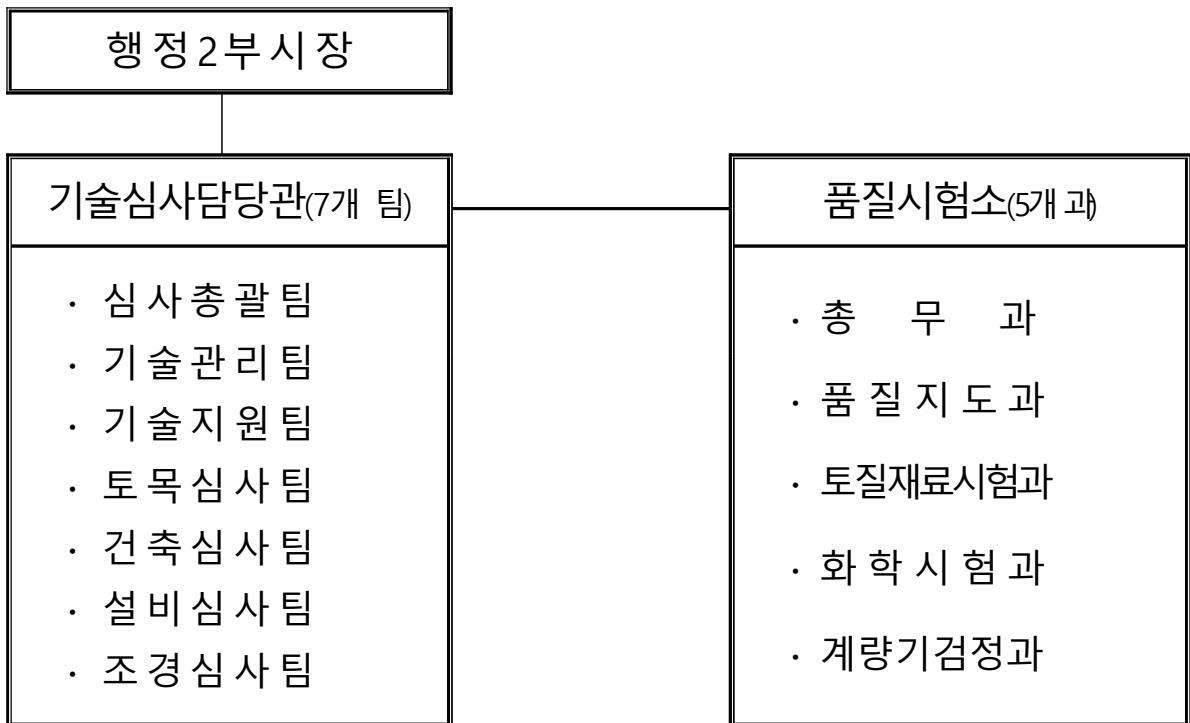 행정2부시장
기술심사담당관(7개 팀)
· 심사총괄팀
· 기술관리팀
· 기술지원팀
· 토목심사팀
· 건축심사팀
· 설비심사팀
· 조경심사팀
품질시험소(5개 과)
· 총 무 과
· 품질지도과
· 토질재료시험과
· 화학시험과
· 계량기검정과